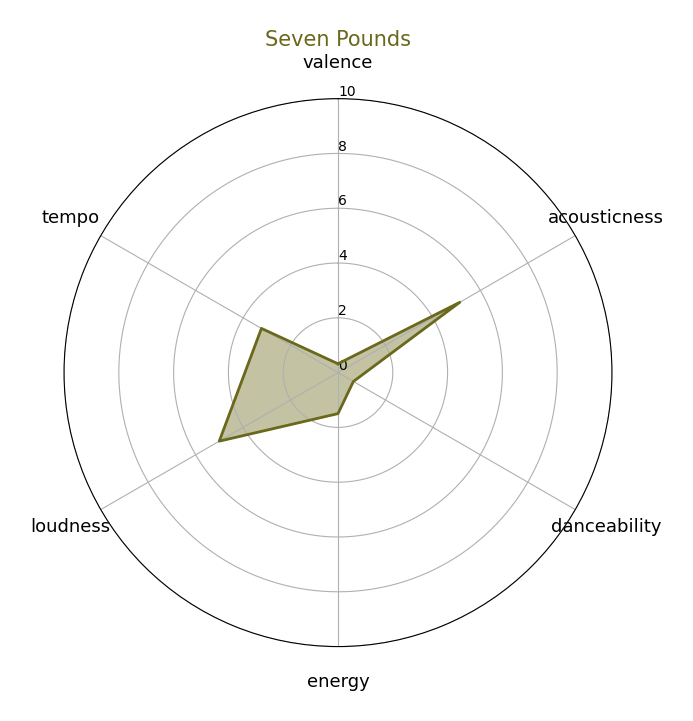 Seven Pounds
valence
10
8
tempo
6
acousticness
4
2
0
loudness
danceability
energy